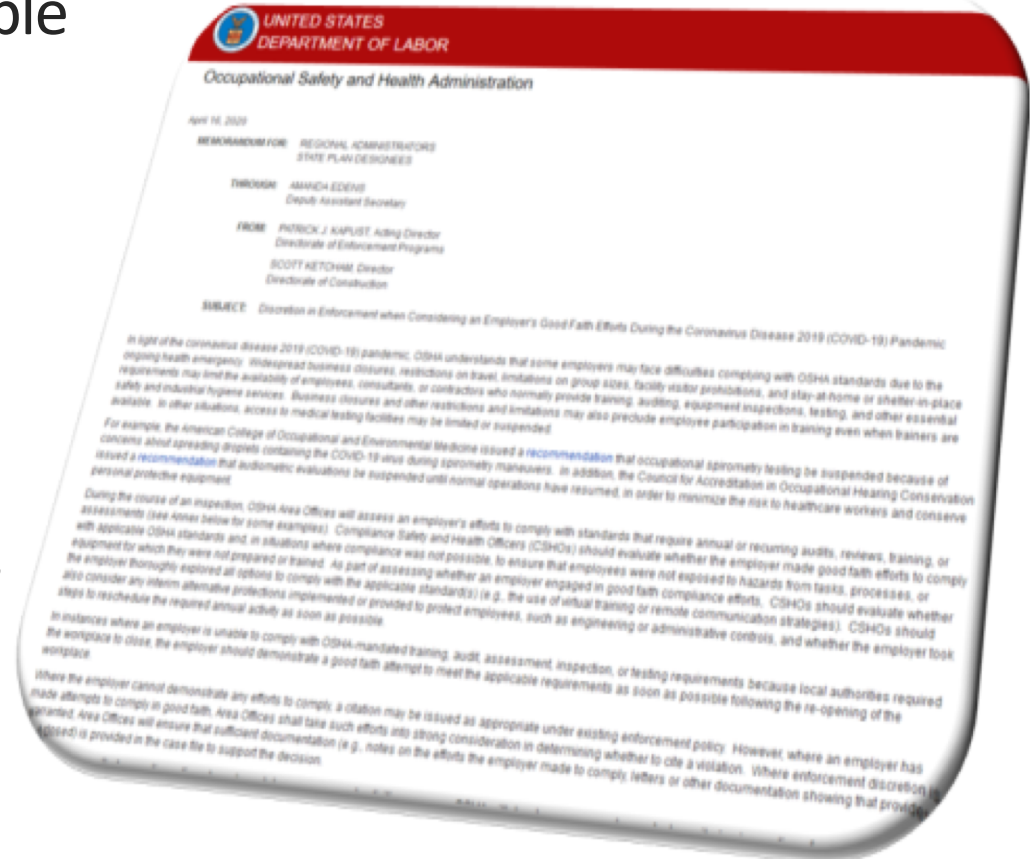 ble
UNITED STATES
DEPARTMENT OF LABOR
Occupational Safety and Health Administration
April 16, 2020
MEMORANDUM FOR: REGIONAL ADMINISTRATORS
STATE PLAN DESIGNEES
THROUGH: AMANDA EDENS
Deputy Assistant Secretary
FROM: PATRICK J. KAPUST, Acting Director
Directorate of Enforcement Programs
SCOTT KETCHAM, Director
Directorate of Construction
SUBJECT: Discretion in Enforcement when Considering an Employer's Good Faith Efforts During the Coronavirus Disease 2019 (COVID-19) Pandemic
In light of the coronavirus disease 2019 (COVID-19) pandemic, OSHA understands that some employers may face difficulties complying with OSHA standards due to the
ongoing health emergency. Widespread business closures, restrictions on travel, limitations on group sizes, facility visitor prohibitions, and stay-at-home or shelter-in-place
requirements may limit the availability of employees, consultants, or contractors who normally provide training, auditing, equipment inspections, testing, and other essential
safety and industrial hygiene services. Business closures and other restrictions and limitations may also preclude employee participation in training even when trainers are
available. In other situations, access to medical testing facilities may be limited or suspended.
For example, the American College of Occupational and Environmental Medicine issued a recommendation that occupational spirometry testing be suspended because of
concerns about spreading droplets containing the COVID-19 virus during spirometry maneuvers. In addition, the Council for Accreditation in Occupational Hearing Conservation
issued a recommendation that audiometric evaluations be suspended until normal operations have resumed, in order to minimize the risk to healthcare workers and conserve
personal protective equipment.
During the course of an inspection, OSHA Area Offices will assess an employer's efforts to comply with standards that require annual or recurring audits, reviews, training, or
assessments (see Annex below for some examples). Compliance Safety and Health Officers (CSHOs) should evaluate whether the employer made good faith efforts to comply
with applicable OSHA standards and, in situations where compliance was not possible, to ensure that employees were not exposed to hazards from tasks, processes, or
equipment for which they were not prepared or trained. As part of assessing whether an employer engaged in good faith compliance efforts, CSHOs should evaluate whether
the employer thoroughly explored all options to comply with the applicable standard(s) (e.g., the use of virtual training or remote communication strategies). CSHOs should
also consider any interim alternative protections implemented or provided to protect employees, such as engineering or administrative controls, and whether the employer took
steps to reschedule the required annual activity as soon as possible.
In instances where an employer is unable to comply with OSHA-mandated training, audit, assessment, inspection, or testing requirements because local authorities required
the workplace to close, the employer should demonstrate a good faith attempt to meet the applicable requirements as soon as possible following the re-opening of the
workplace.
Where the employer cannot demonstrate any efforts to comply, a citation may be issued as appropriate under existing enforcement policy. However, where an employer has
made attempts to comply in good faith, Area Offices shall take such efforts into strong consideration in determining whether to cite a violation. Where enforcement discretion is
warranted, Area Offices will ensure that sufficient documentation (e.g., notes on the efforts the employer made to comply, letters or other documentation showing that
closed) is provided in the case file to support the decision.